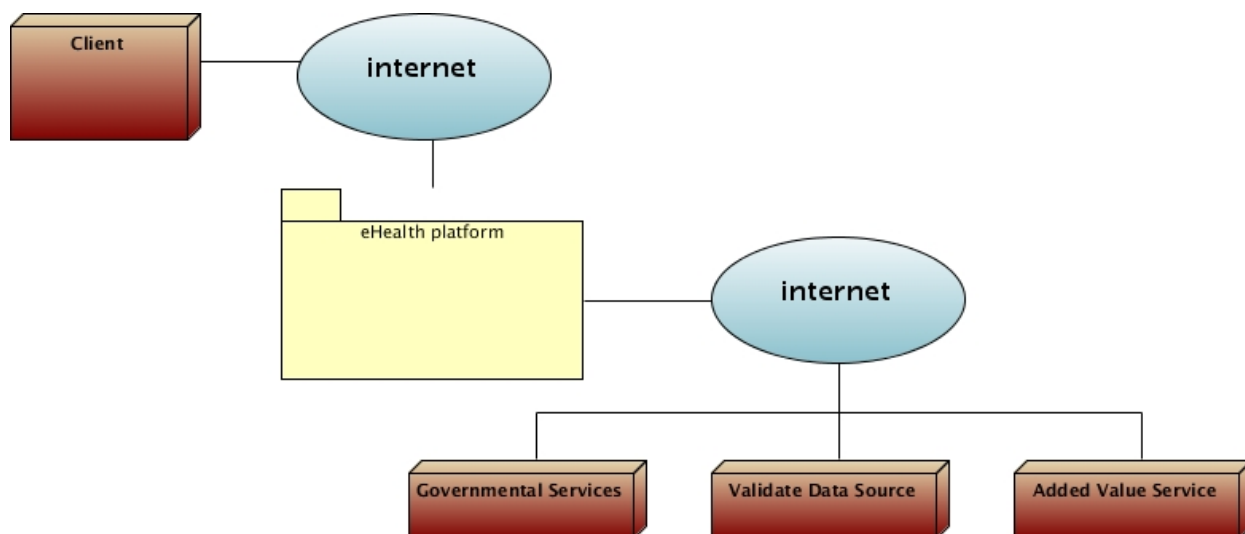 Client
internet
eHealth platform
internet
Governmental Services
Validate Data Source
Added Value Service